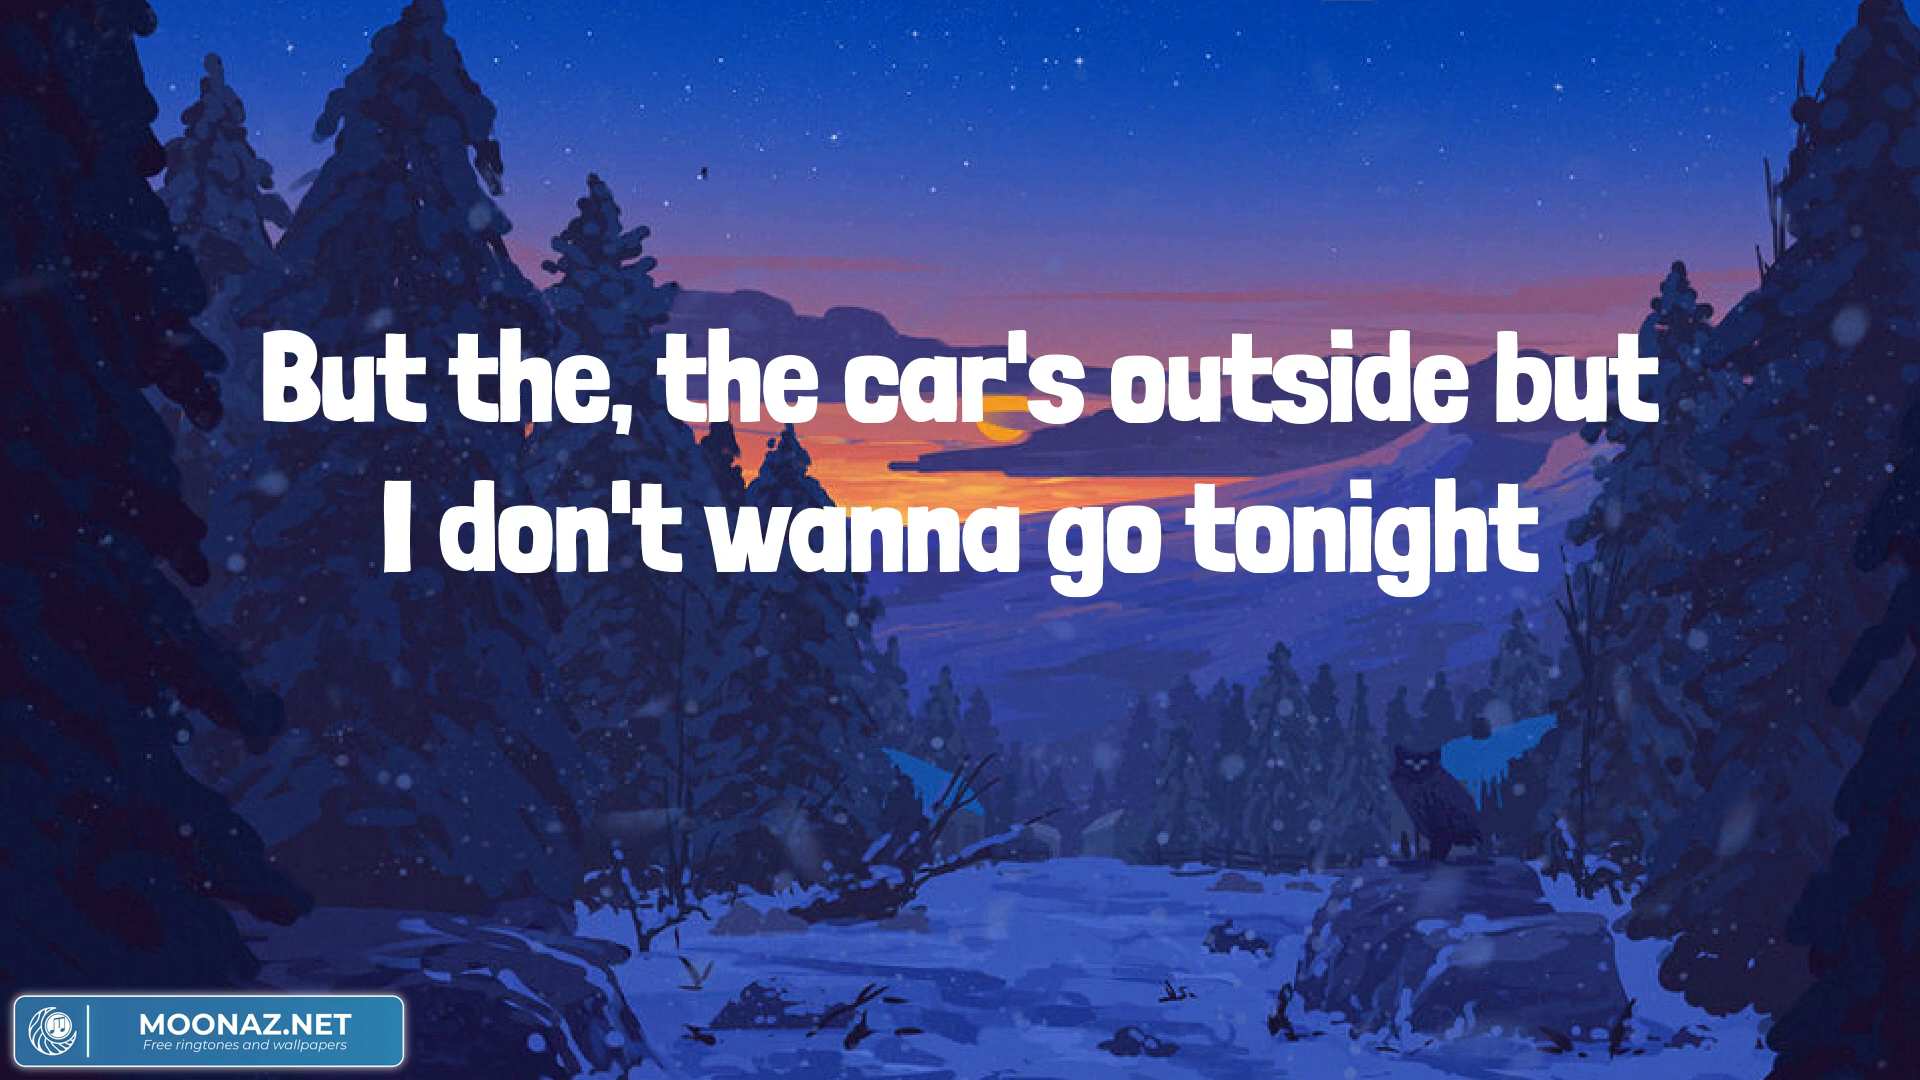 But the, the car's outside but
I don't wanna go tonight
MOONAZ.NET
Free ringtones and wallpapers